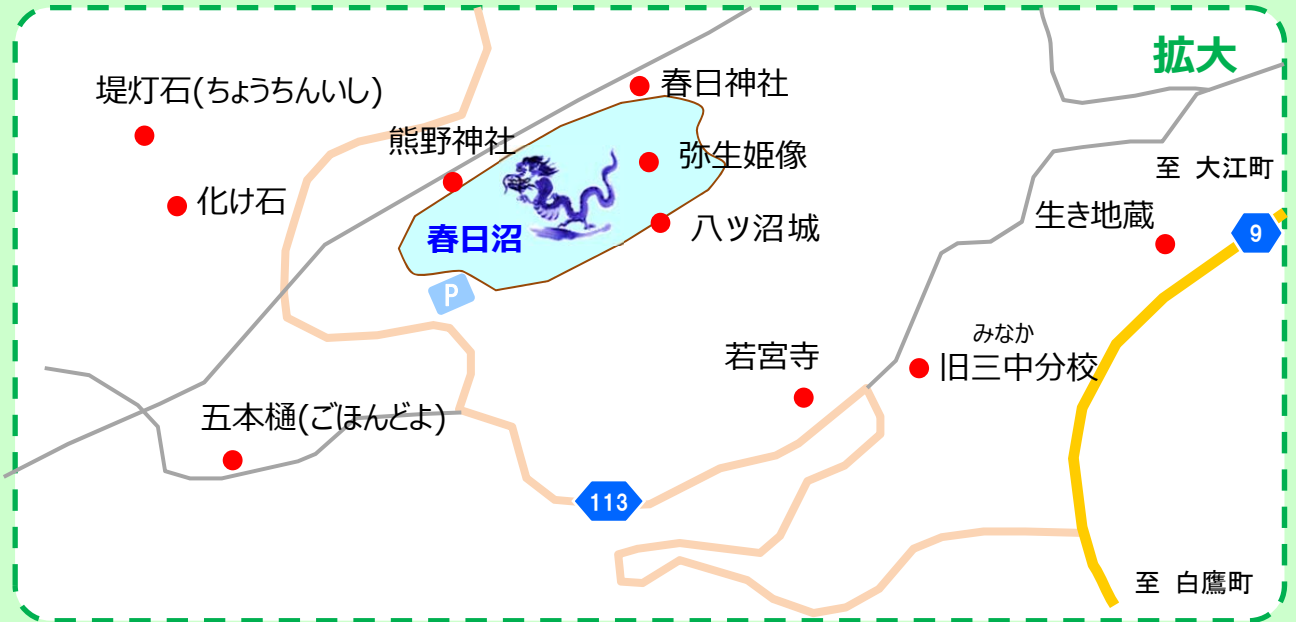 拡大
春日神社
堤灯石(ちょうちんいし)
熊野神社
弥生姫像
至 大江町
化け石
生き地蔵
八ツ沼城
春日沼
9
P
みなか
若宮寺
旧三中分校
五本樋(ごほんどよ)
113
至 白鷹町